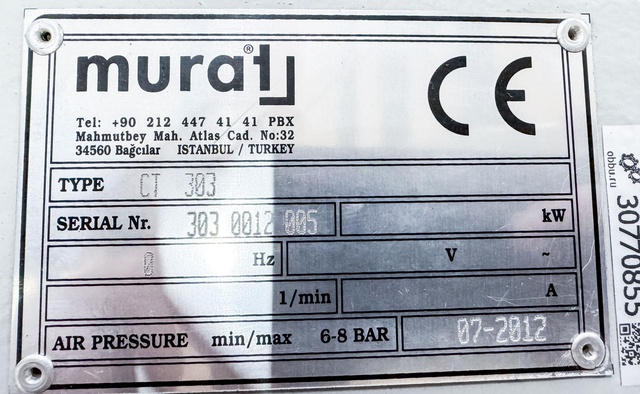 murat®
CE
Tel: +90 212 447 41 41 PBX
Mahmutbey Mah. Atlas Cad. No:32
34560 Bağcılar ISTANBUL / TURKEY
TYPE CT 303
SERIAL Nr. 303 0012 005 kW
0 Hz V ~
1/min A
AIR PRESSURE min/max 6-8 BAR 07-2012
obbu.ru
30770855